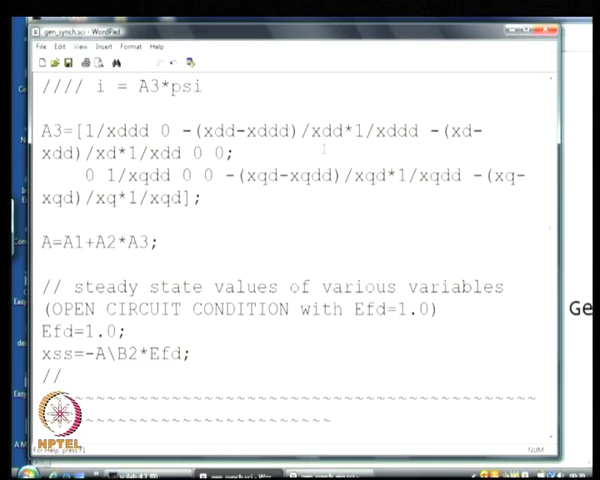 gen_synch.sci - WordPad
File Edit View Insert Format Help
//// i = A3*psi
A3=[1/xddd 0 -(xdd-xddd)/xdd*1/xddd -(xd-
xdd)/xd*1/xdd 0 0;
0 1/xqdd 0 0 -(xqd-xqdd)/xqd*1/xqdd -(xq-
xqd)/xq*1/xqd];
A=A1+A2*A3;
// steady state values of various variables
(OPEN CIRCUIT CONDITION with Efd=1.0)
Ge
Efd=1.0;
xss=-A\B2*Efd;
//
~~~~~~~~~~~~~~~~~~~~~~~~~~~~~~~~~~~~~~~~~~~~
~~~~~~~~~~~~~~~~~~~~~~~
NPTEL
For Help, press F1
NUM